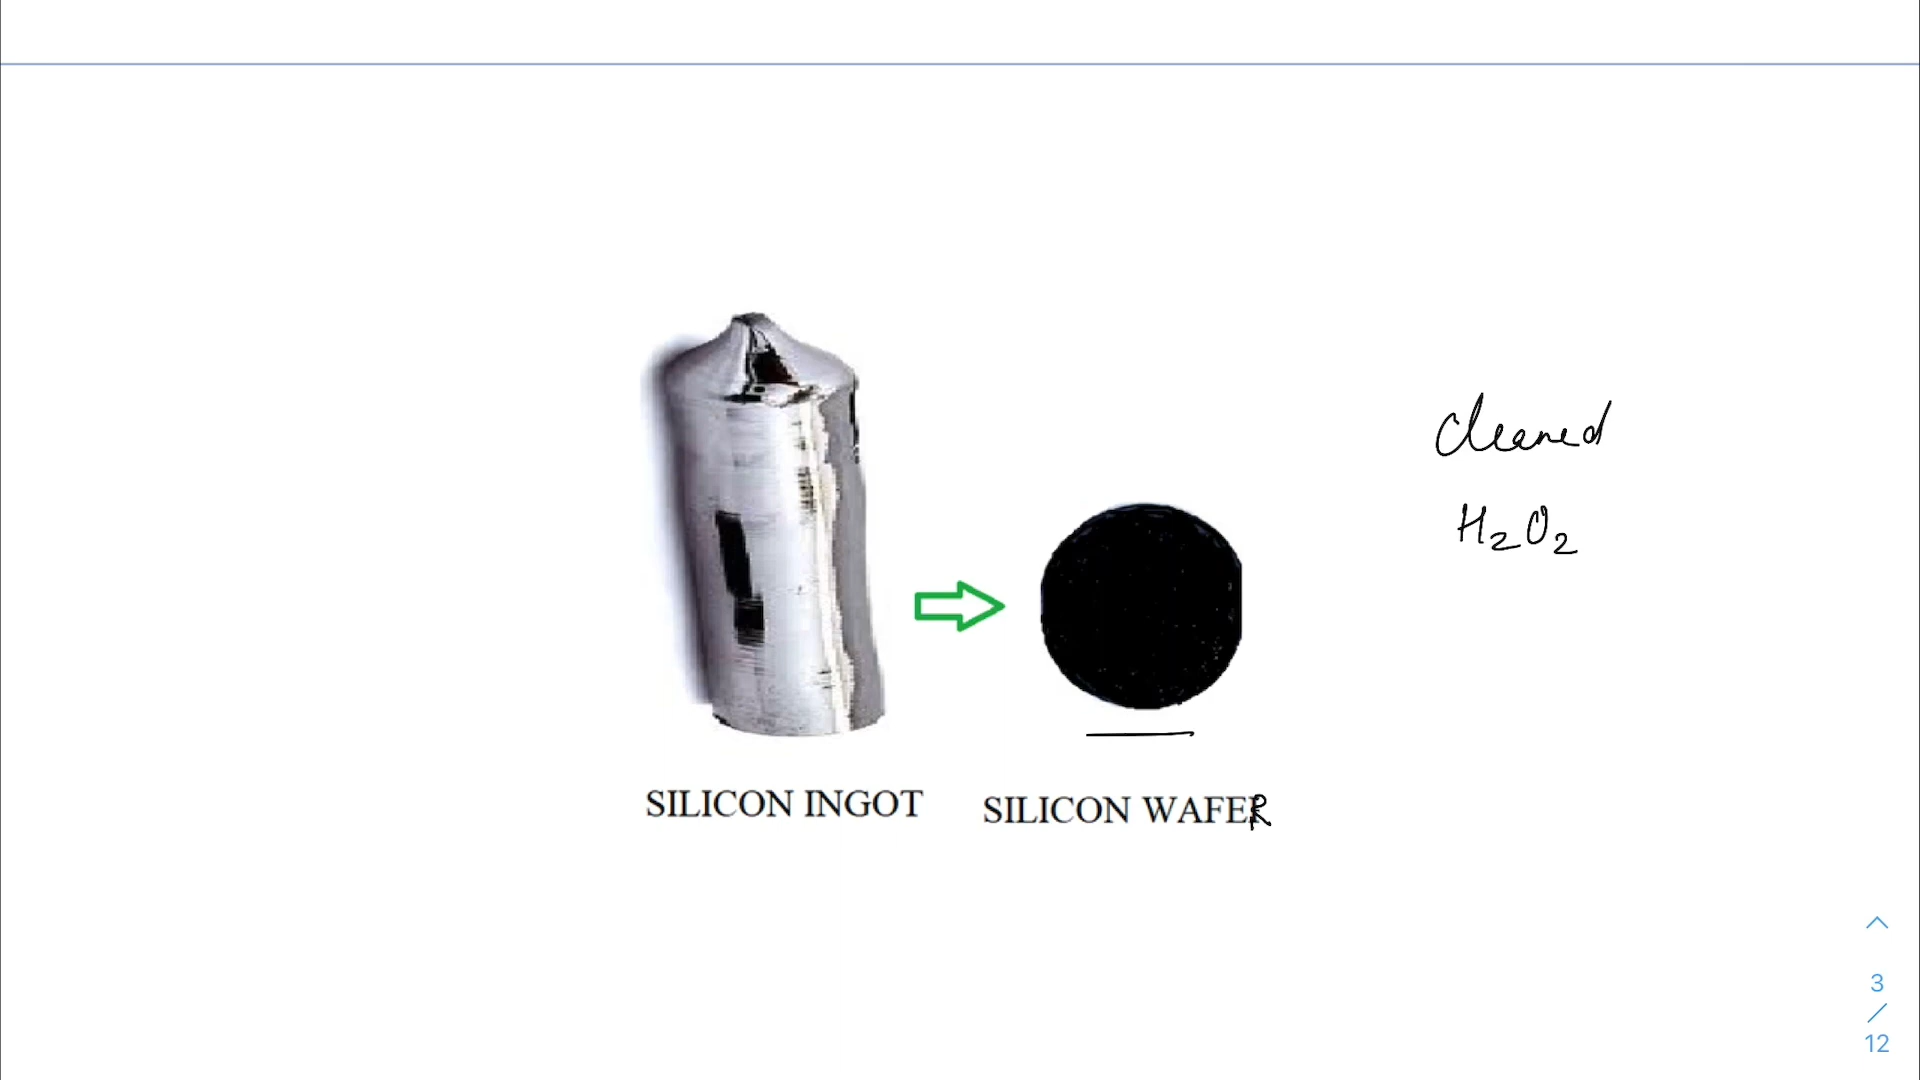 cleaned
H₂O₂
SILICON INGOT
SILICON WAFER
3
/
12